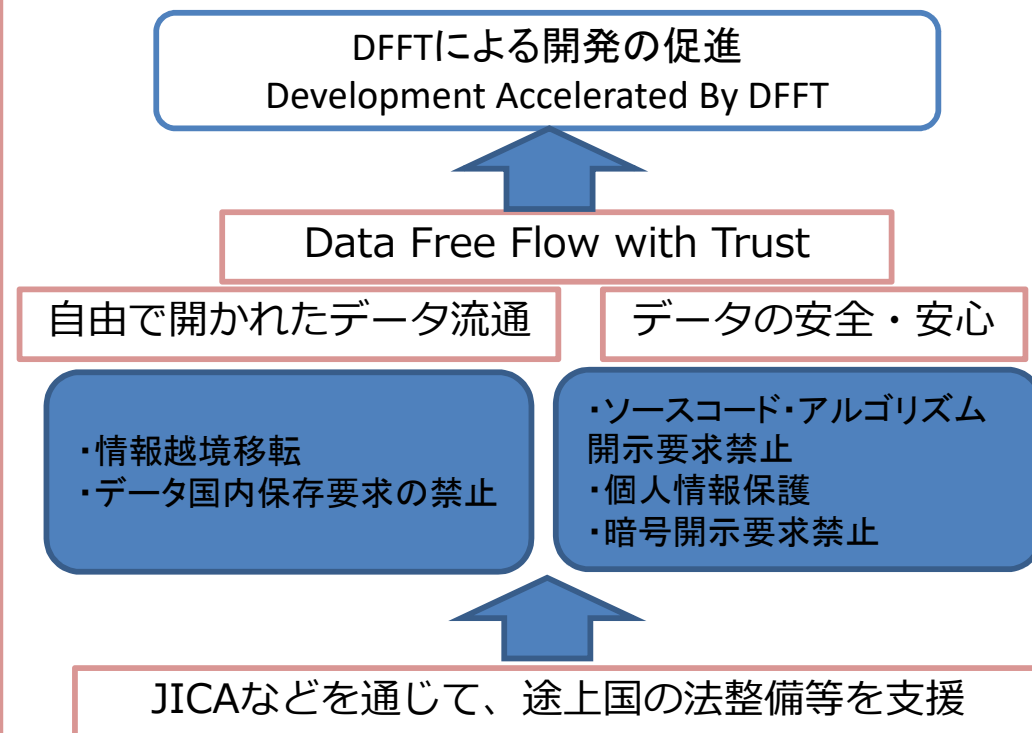 DFFTによる開発の促進
Development Accelerated By DFFT
Data Free Flow with Trust
自由で開かれたデータ流通
データの安全・安心
・情報越境移転
・データ国内保存要求の禁止
・ソースコード・アルゴリズム
開示要求禁止
・個人情報保護
・暗号開示要求禁止
JICAなどを通じて、途上国の法整備等を支援